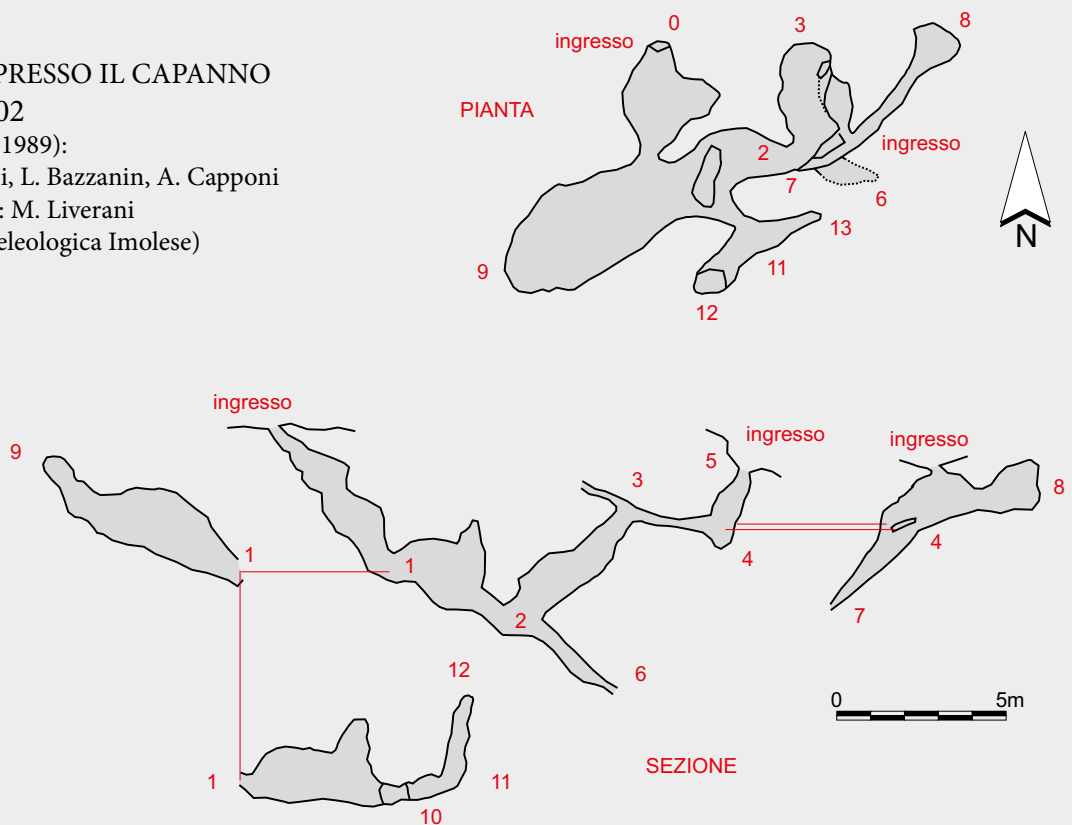 PRESSO IL CAPANNO
02
1989):
i, L. Bazzanin, A. Capponi
: M. Liverani
eleologica Imolese)
PIANTA
ingresso
0
3
8
2
ingresso
7
6
13
9
11
12
N
ingresso
9
1
1
3
2
6
5
ingresso
4
ingresso
8
4
7
12
1
11
10
0 5m
SEZIONE